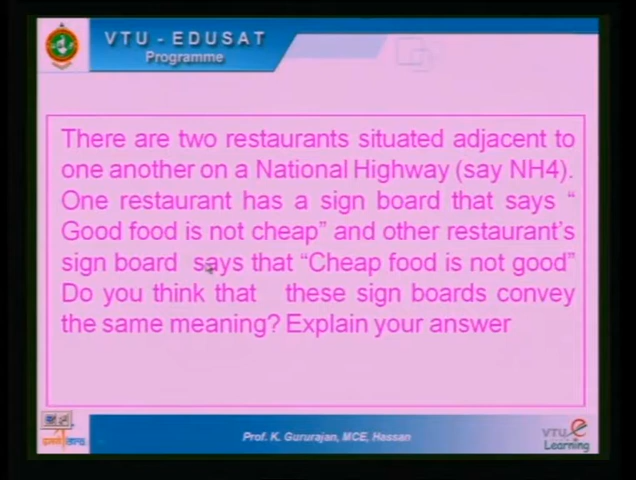 VTU - EDUSAT
Programme
There are two restaurants situated adjacent to
one another on a National Highway (say NH4).
One restaurant has a sign board that says “
Good food is not cheap” and other restaurant's
sign board says that “Cheap food is not good”
Do you think that these sign boards convey
the same meaning? Explain your answer
Prof. K. Gururajan, MCE, Hassan
VTU e
Learning